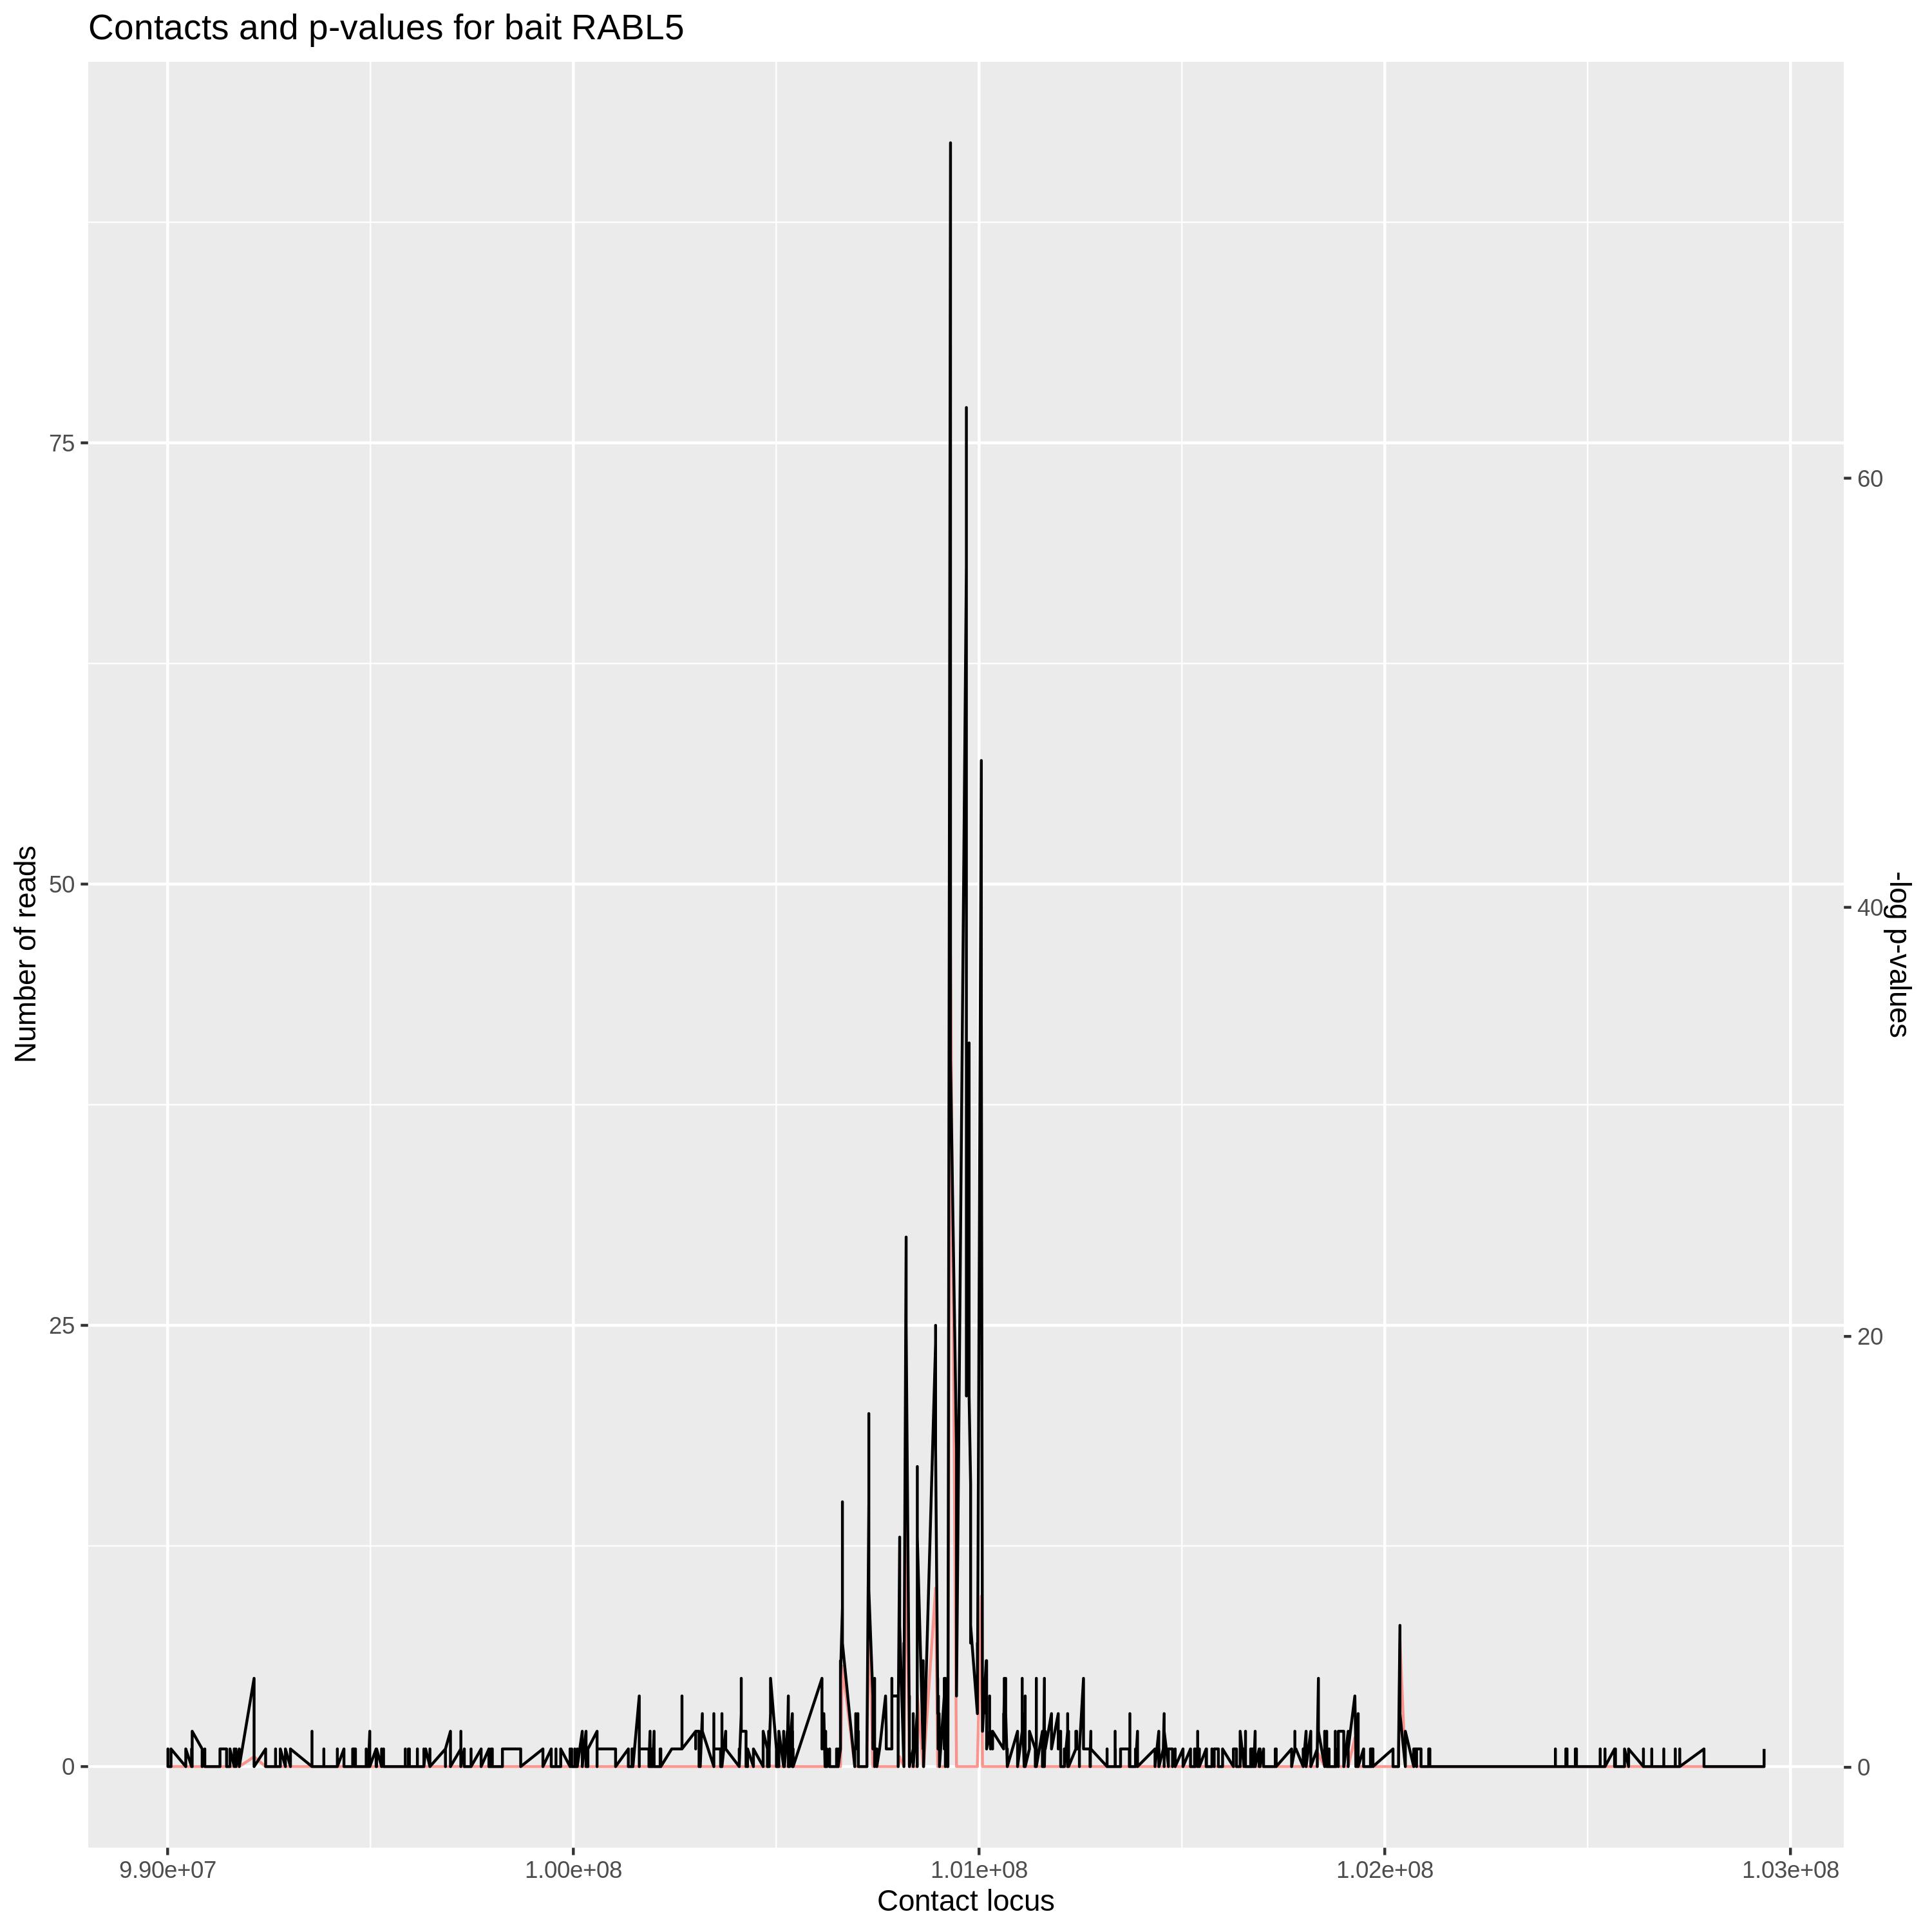 Contacts and p-values for bait RABL5
75
50
25
0
Number of reads
60
40
20
0
-log p-values
9.90e+07 1.00e+08 1.01e+08 1.02e+08 1.03e+08
Contact locus